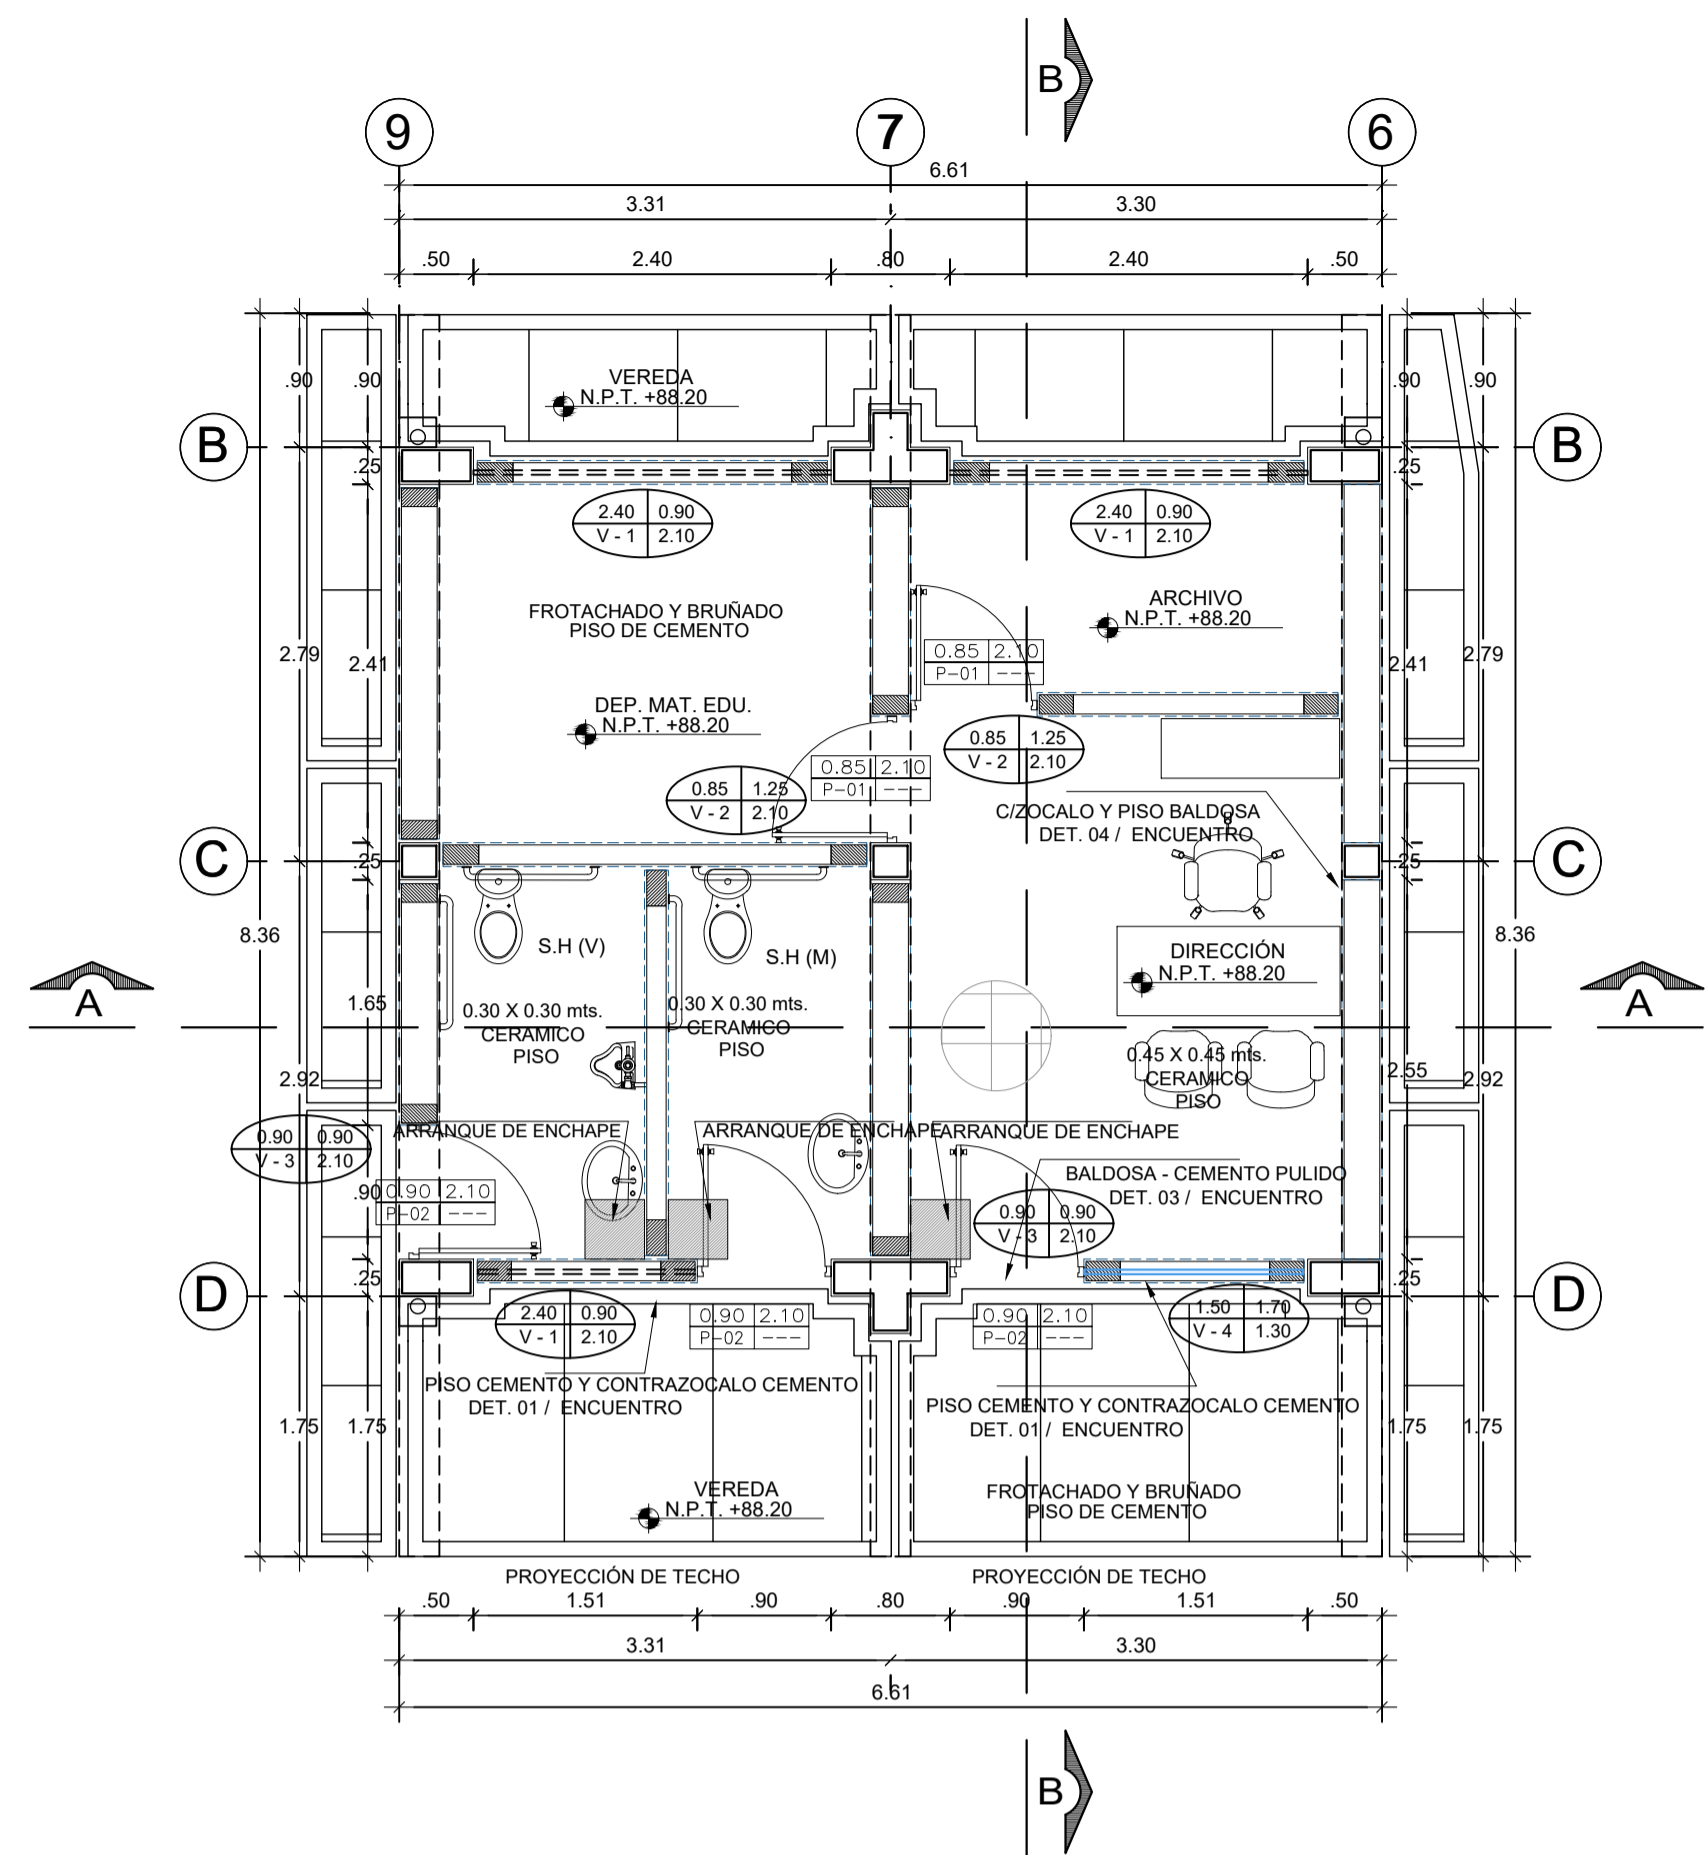 B
9
7
6
6.61
3.31 3.30
.50 2.40 .80 2.40 .50
.90 .90 .90 .90
VEREDA
N.P.T. +88.20
B B
.25 .25
2.40 0.90
V - 1 2.10
2.40 0.90
V - 1 2.10
FROTACHADO Y BRUÑADO
PISO DE CEMENTO
ARCHIVO
N.P.T. +88.20
0.85 2.10
P-01 ---
2.79 2.41 2.41 2.79
DEP. MAT. EDU.
N.P.T. +88.20
0.85 1.25
V - 2 2.10
0.85 2.10
P-01 ---
0.85 1.25
V - 2 2.10
C/ZOCALO Y PISO BALDOSA
DET. 04 / ENCUENTRO
C C
.25 .25
8.36 8.36
S.H (V)
S.H (M)
DIRECCIÓN
N.P.T. +88.20
A A
1.65
0.30 X 0.30 mts.
CERAMICO
PISO
0.30 X 0.30 mts.
CERAMICO
PISO
0.45 X 0.45 mts.
CERAMICO
PISO
2.92 2.55 2.92
ARRANQUE DE ENCHAPE
ARRANQUE DE ENCHAPE
ARRANQUE DE ENCHAPE
0.90 0.90
V - 3 2.10
BALDOSA - CEMENTO PULIDO
DET. 03 / ENCUENTRO
.90
0.90 2.10
P-02 ---
0.90 0.90
V - 3 2.10
D D
.25 .25
2.40 0.90
V - 1 2.10
0.90 2.10
P-02 ---
0.90 2.10
P-02 ---
1.50 1.70
V - 4 1.30
PISO CEMENTO Y CONTRAZOCALO CEMENTO
DET. 01 / ENCUENTRO
PISO CEMENTO Y CONTRAZOCALO CEMENTO
DET. 01 / ENCUENTRO
1.75 1.75 1.75 1.75
VEREDA
N.P.T. +88.20
FROTACHADO Y BRUÑADO
PISO DE CEMENTO
PROYECCIÓN DE TECHO PROYECCIÓN DE TECHO
.50 1.51 .90 .80 .90 1.51 .50
3.31 3.30
6.61
B